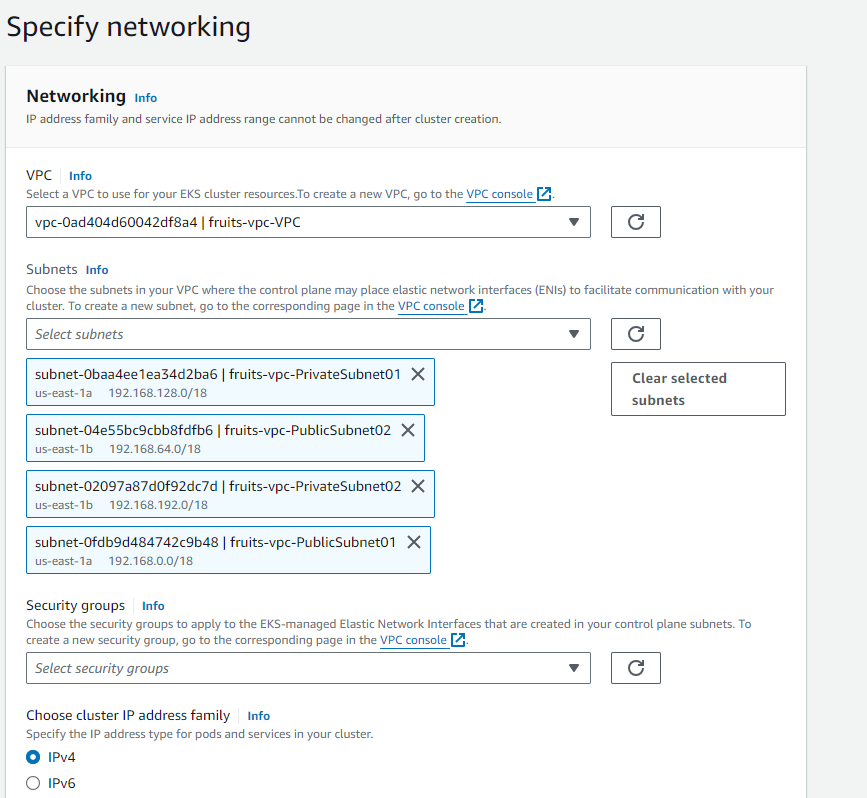 Specify networking
Networking Info
IP address family and service IP address range cannot be changed after cluster creation.
VPC Info
Select a VPC to use for your EKS cluster resources.To create a new VPC, go to the VPC console.
vpc-0ad404d60042df8a4 | fruits-vpc-VPC
Subnets Info
Choose the subnets in your VPC where the control plane may place elastic network interfaces (ENIs) to facilitate communication with your
cluster. To create a new subnet, go to the corresponding page in the VPC console.
Select subnets
subnet-0baa4ee1ea34d2ba6 | fruits-vpc-PrivateSubnet01
us-east-1a 192.168.128.0/18
Clear selected
subnets
subnet-04e55bc9cbb8fdfb6 | fruits-vpc-PublicSubnet02
us-east-1b 192.168.64.0/18
subnet-02097a87d0f92dc7d | fruits-vpc-PrivateSubnet02
us-east-1b 192.168.192.0/18
subnet-0fdb9d484742c9b48 | fruits-vpc-PublicSubnet01
us-east-1a 192.168.0.0/18
Security groups Info
Choose the security groups to apply to the EKS-managed Elastic Network Interfaces that are created in your control plane subnets. To
create a new security group, go to the corresponding page in the VPC console.
Select security groups
Choose cluster IP address family Info
Specify the IP address type for pods and services in your cluster.
IPv4
IPv6